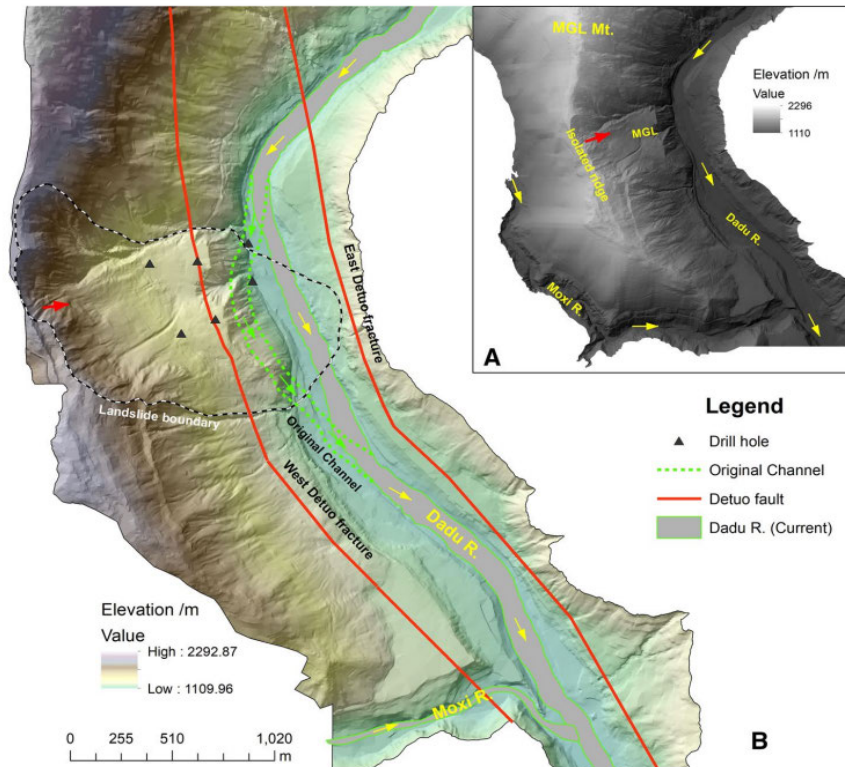 MGL Mt.
Elevation /m
Value
2296
1110
MGL
Isolated ridge
Dadu R.
Moxi R.
A
East Detuo fracture
Landslide boundary
Original Channel
West Detuo fracture
Dadu R.
Moxi R.
Legend
Drill hole
Original Channel
Detuo fault
Dadu R. (Current)
Elevation /m
Value
High : 2292.87
Low : 1109.96
0 255 510 1,020
m
B